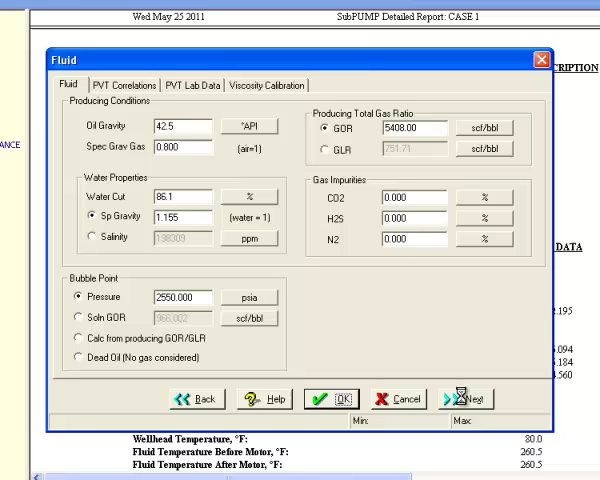 Wed May 25 2011 SubPUMP Detailed Report: CASE 1
Fluid
CRIPTION
Fluid PVT Correlations PVT Lab Data Viscosity Calibration
Producing Conditions
Oil Gravity 42.5 °API
Spec Grav Gas 0.800 (air=1)
Producing Total Gas Ratio
GOR 5408.00 scf/bbl
GLR 751.71 scf/bbl
ANCE
Water Properties
Water Cut 86.1 %
Sp Gravity 1.155 (water = 1)
Salinity 198309 ppm
Gas Impurities
CO2 0.000 %
H2S 0.000 %
N2 0.000 %
DATA
Bubble Point
Pressure 2550.000 psia
Soln GOR 966.002 scf/bbl
Calc from producing GOR/GLR
Dead Oil (No gas considered)
.195
.094
.184
.560
Back Help OK Cancel Next
Min: Max:
Wellhead Temperature, °F: 80.0
Fluid Temperature Before Motor, °F: 260.5
Fluid Temperature After Motor, °F: 260.5